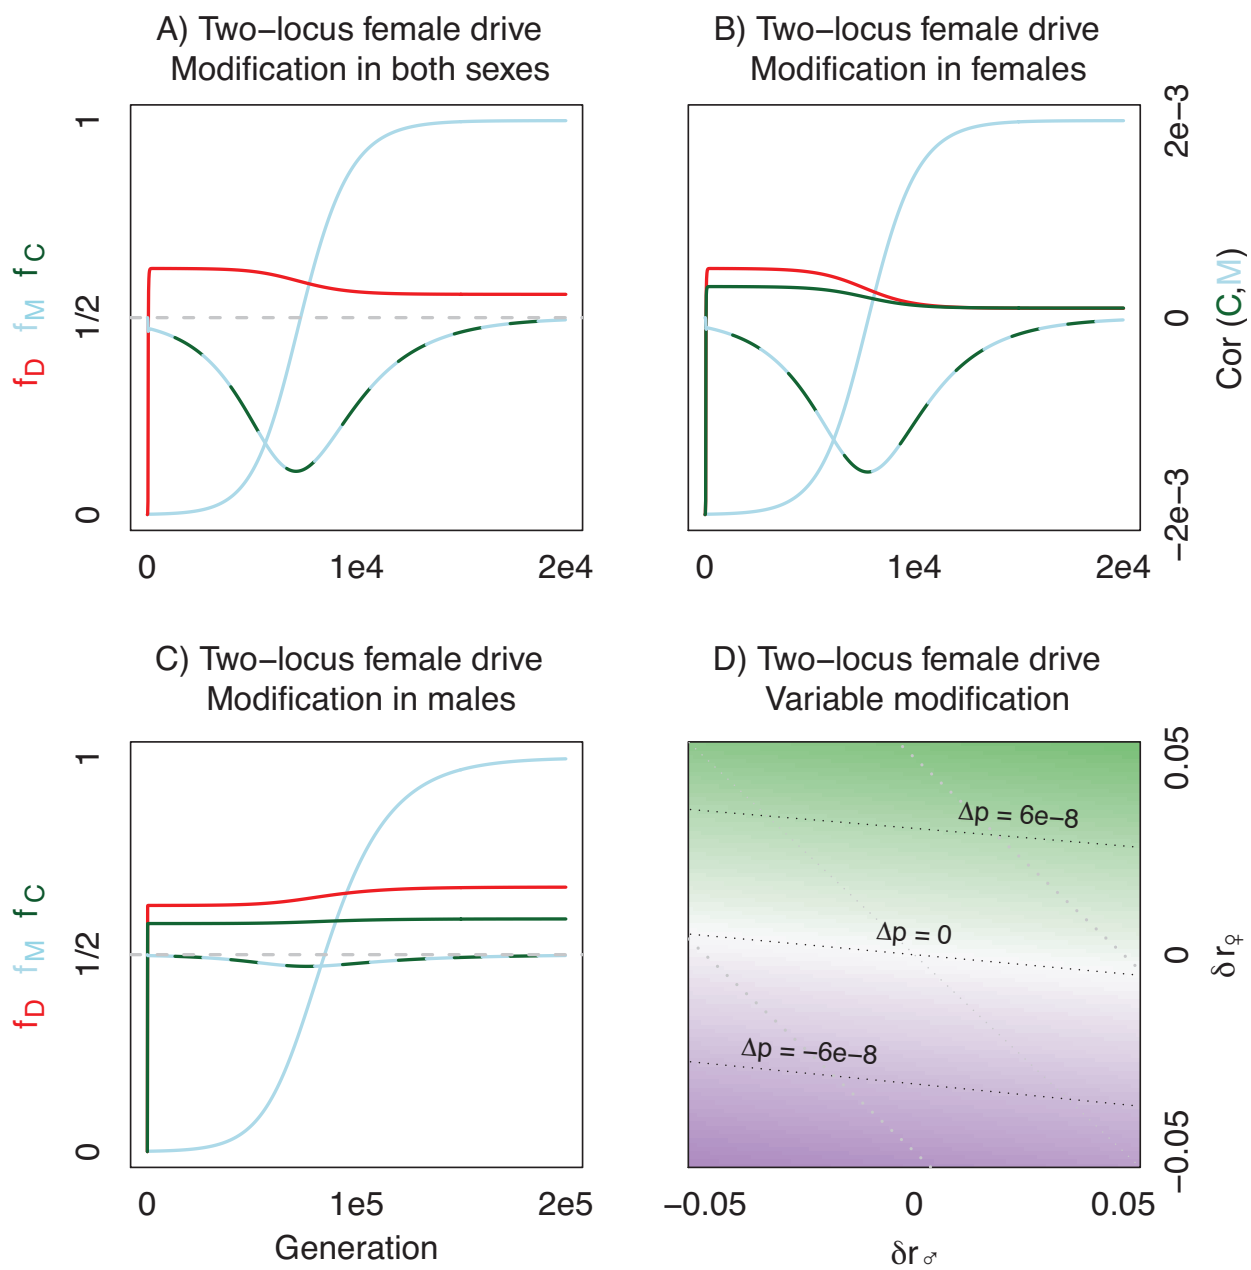 A) Two−locus female drive
Modification in both sexes
B) Two−locus female drive
Modification in females
1
1/2
0
fD fM fC
0
1e4
2e4
0
1e4
2e4
2e−3
0
−2e−3
Cor (C,M)
C) Two−locus female drive
Modification in males
D) Two−locus female drive
Variable modification
1
1/2
0
fD fM fC
0
1e5
2e5
Generation
Δp = 6e−8
Δp = 0
Δp = −6e−8
0.05
0
−0.05
δr♀
−0.05
0
0.05
δr♂